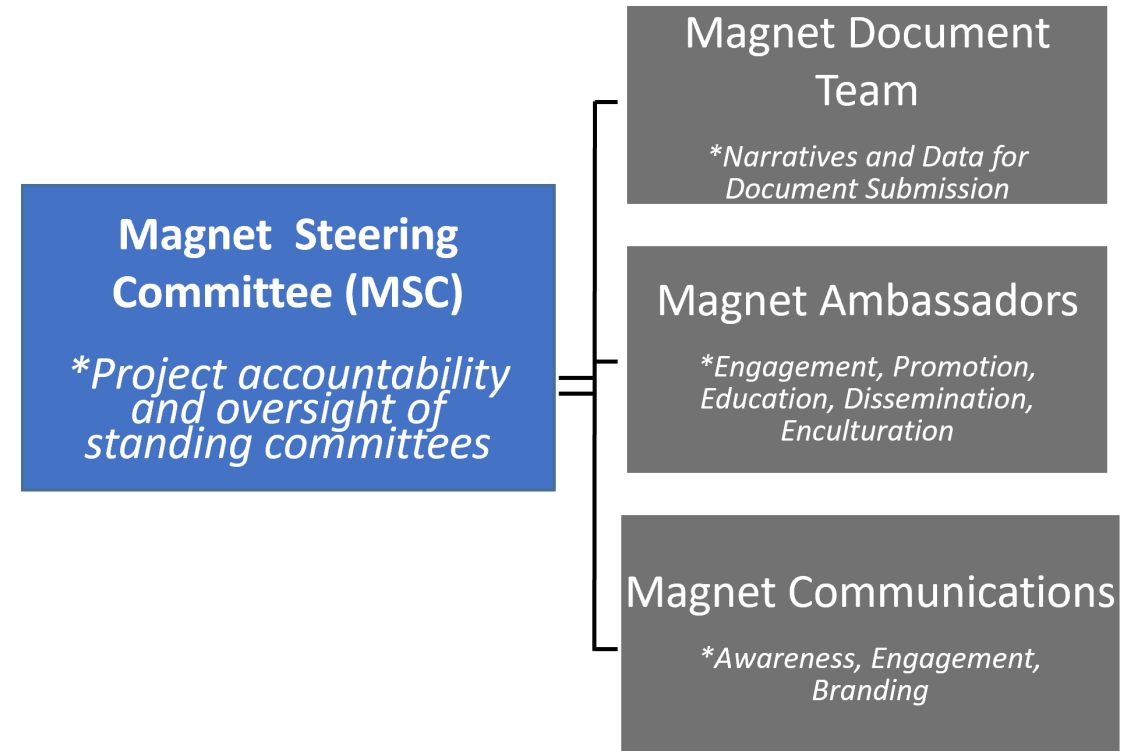 Magnet Steering
Committee (MSC)
*Project accountability
and oversight of
standing committees
Magnet Document
Team
*Narratives and Data for
Document Submission
Magnet Ambassadors
*Engagement, Promotion,
Education, Dissemination,
Enculturation
Magnet Communications
*Awareness, Engagement,
Branding